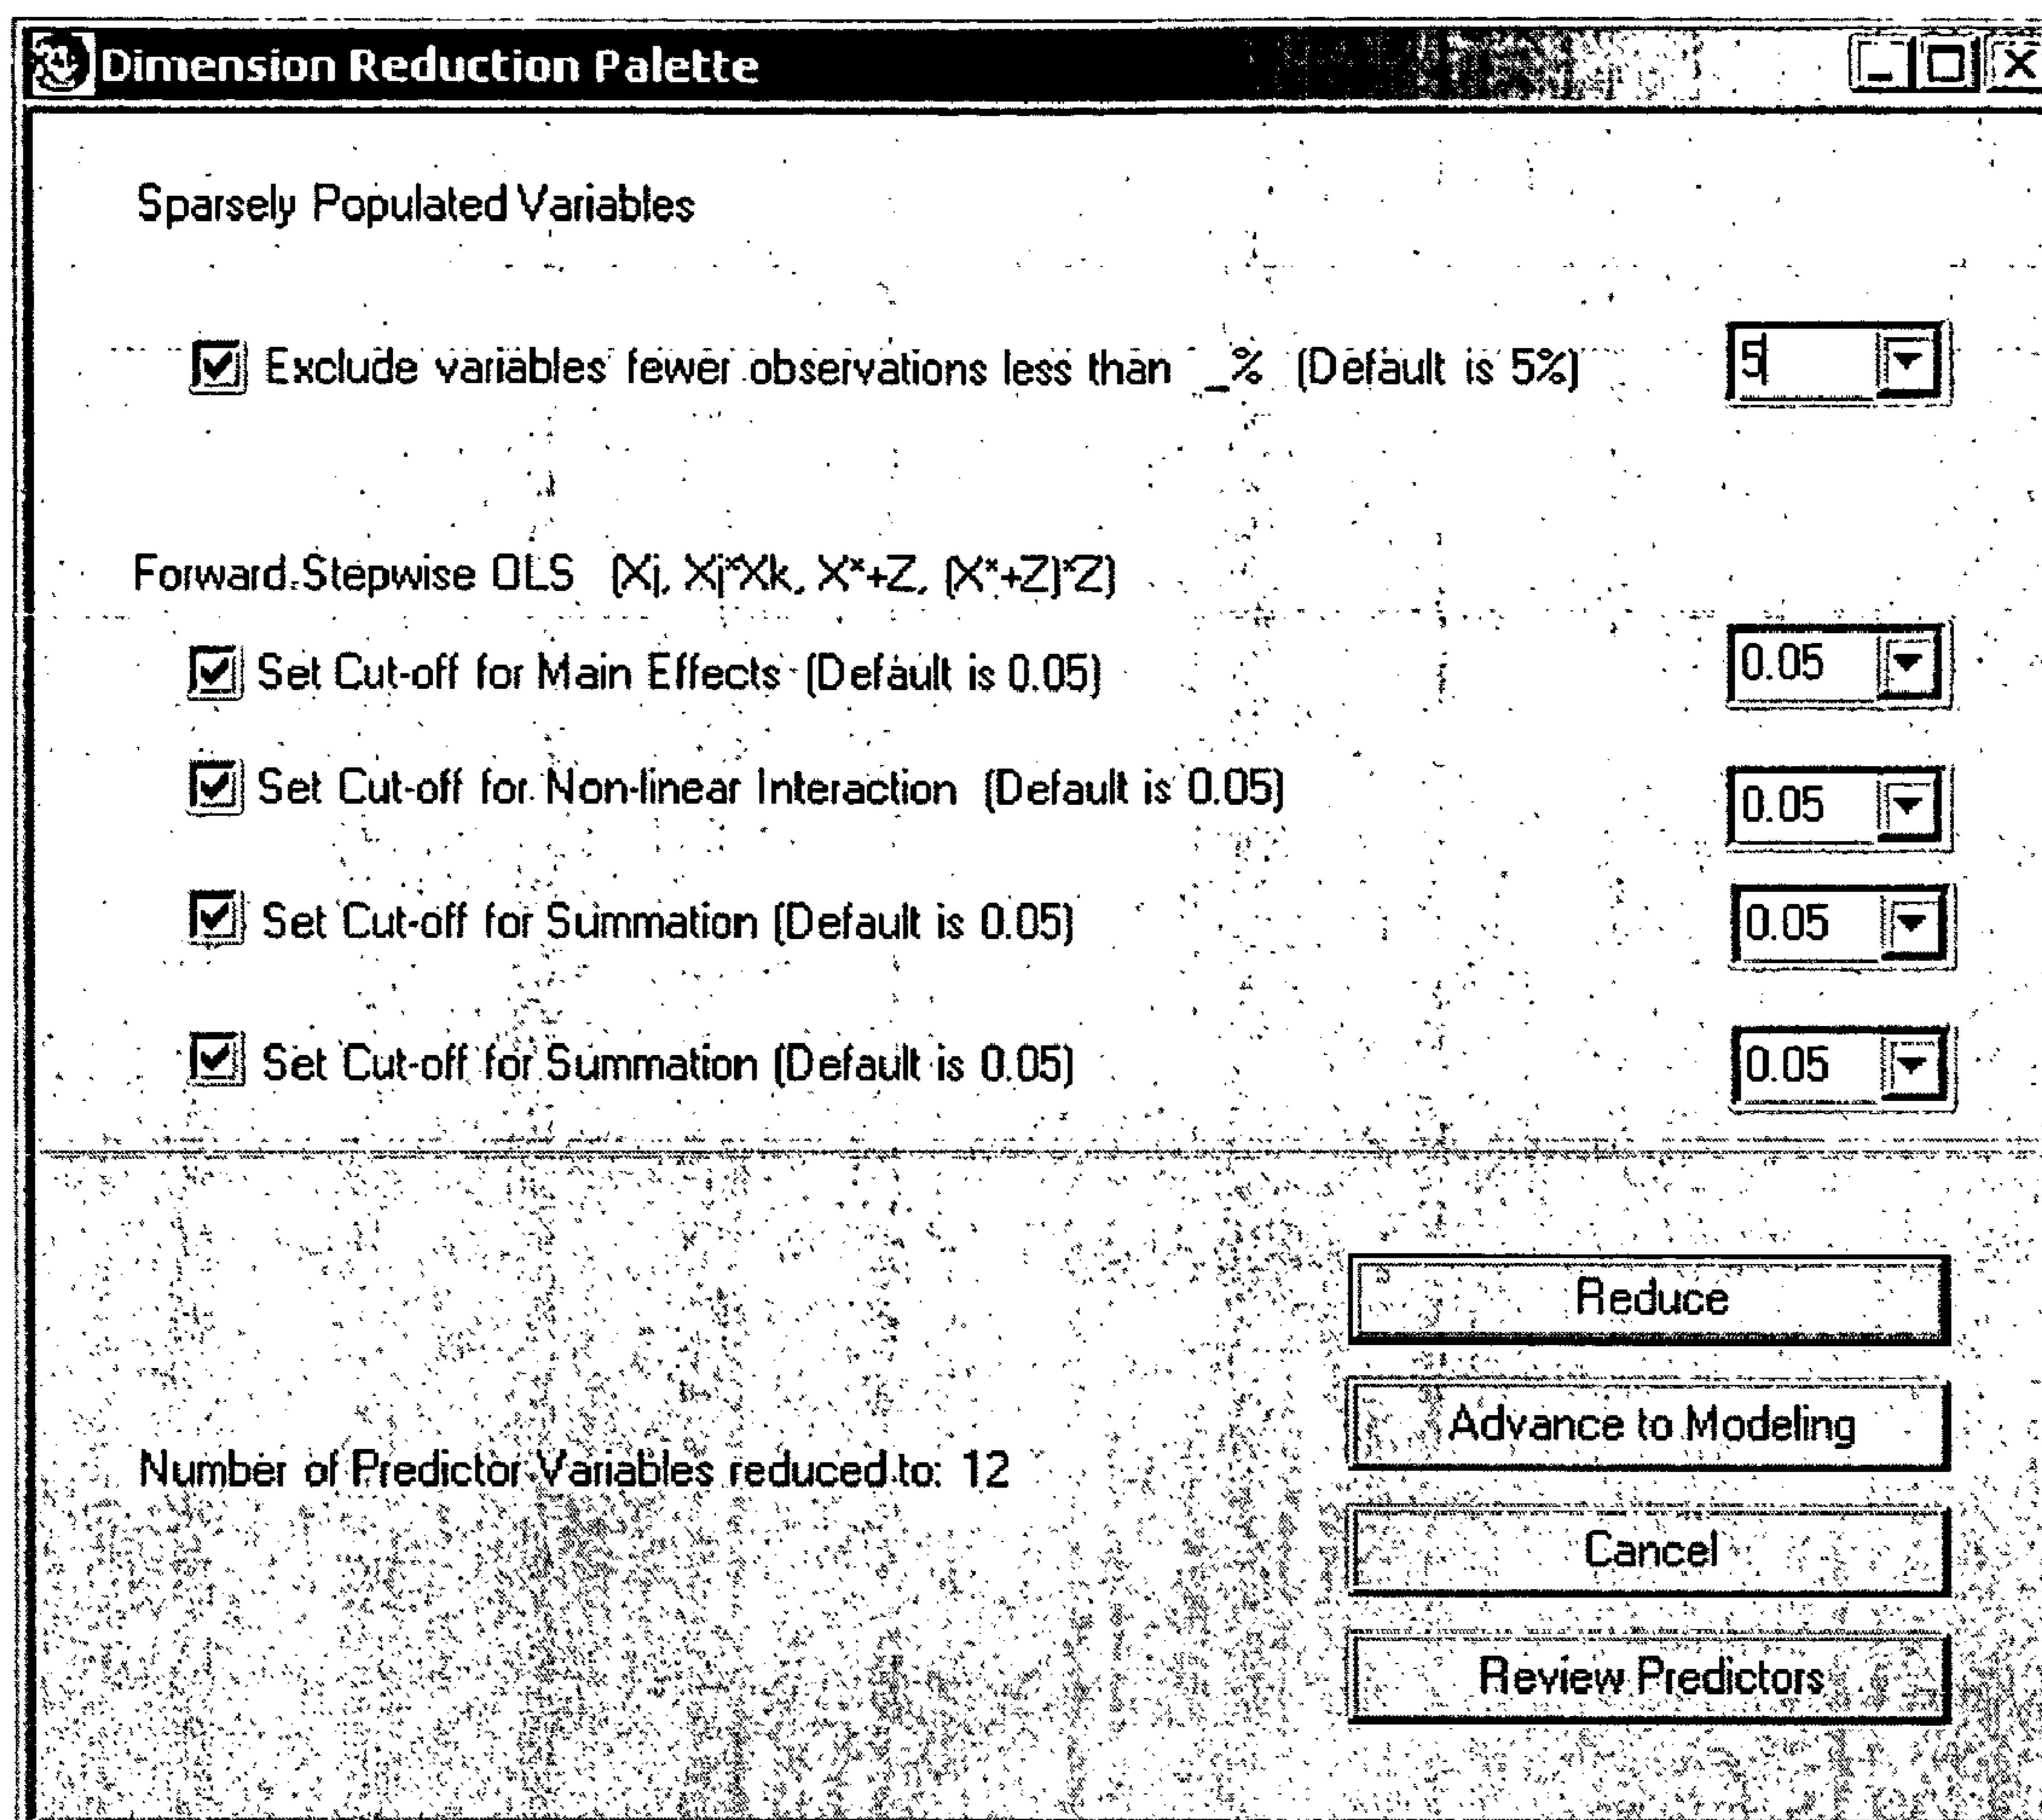 Dimension Reduction Palette
Sparsely Populated Variables
Exclude variables fewer observations less than _% (Default is 5%) 5
Forward Stepwise OLS (Xj, Xj*Xk, X*+Z, (X*+Z)*Z)
Set Cut-off for Main Effects (Default is 0.05) 0.05
Set Cut-off for Non-linear Interaction (Default is 0.05) 0.05
Set Cut-off for Summation (Default is 0.05) 0.05
Set Cut-off for Summation (Default is 0.05) 0.05
Reduce
Advance to Modeling
Number of Predictor Variables reduced to: 12
Cancel
Review Predictors